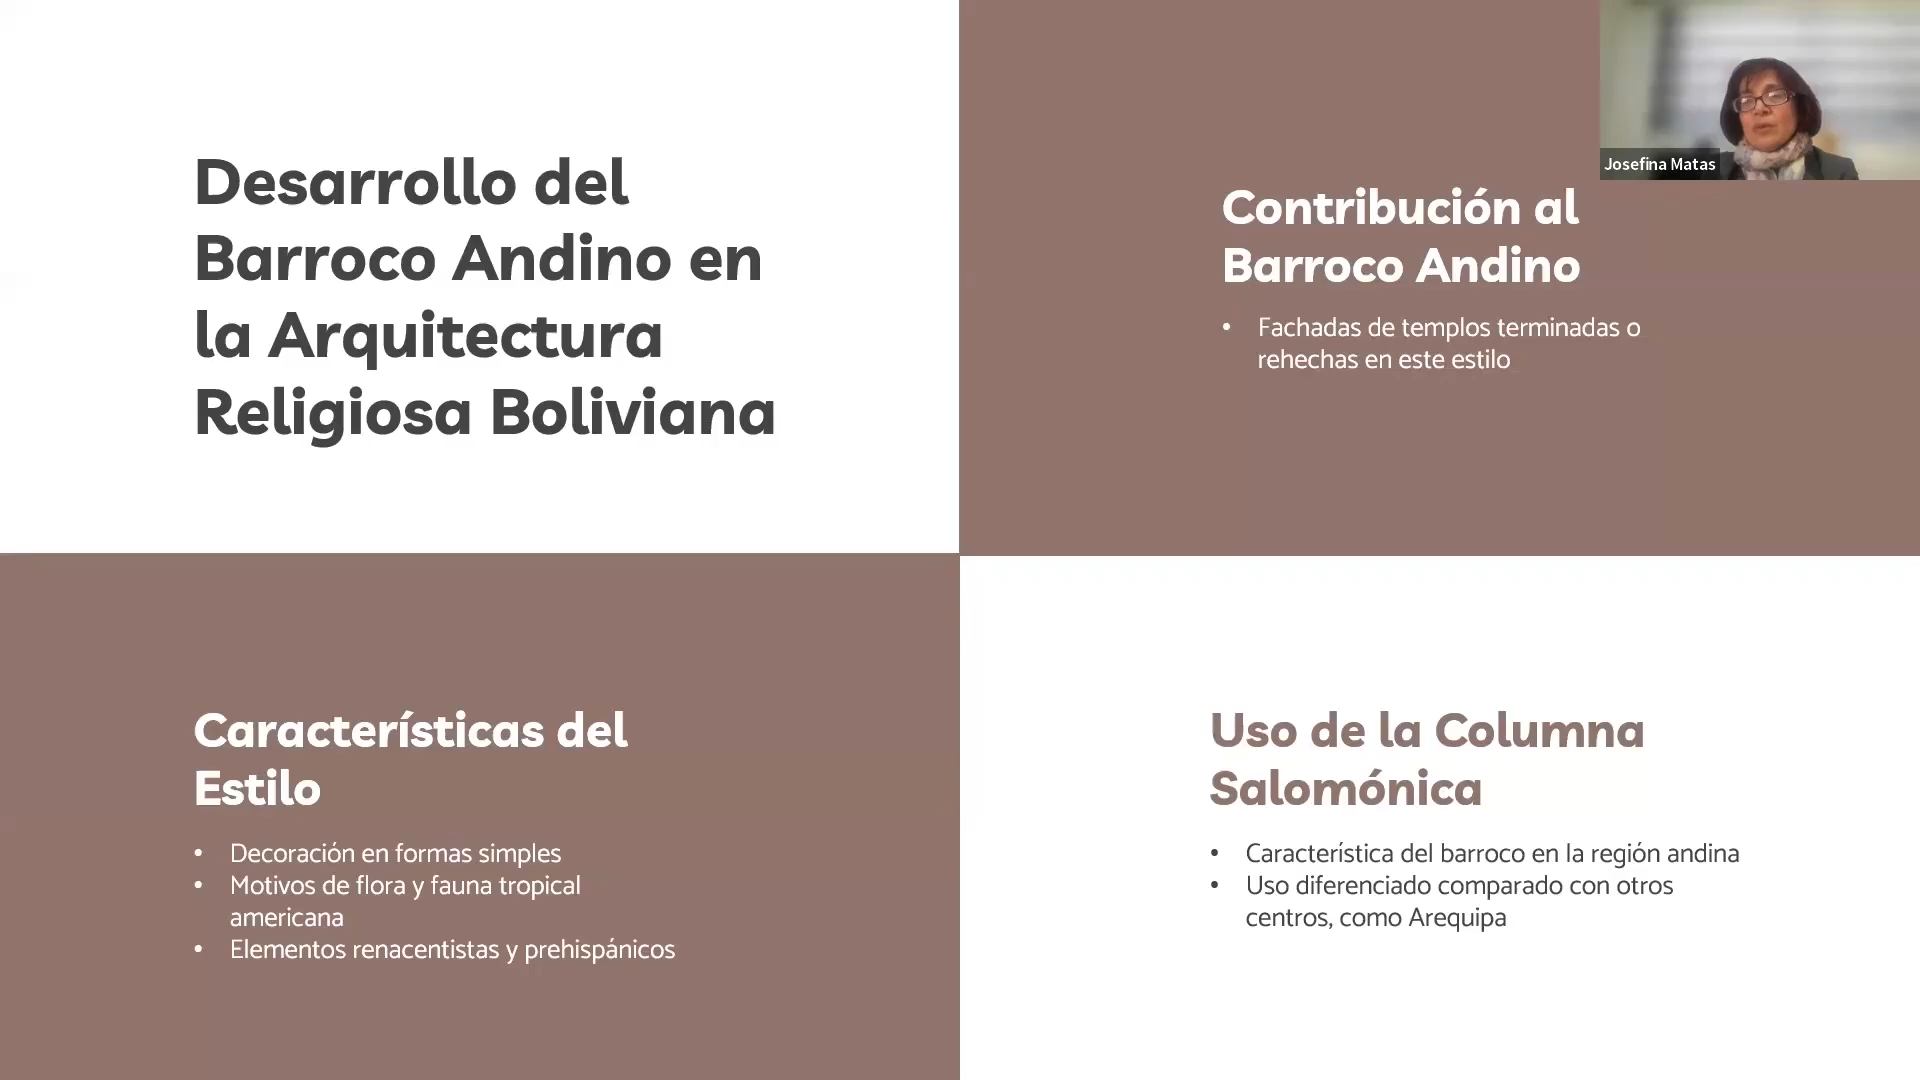 Desarrollo del
Barroco Andino en
la Arquitectura
Religiosa Boliviana
Josefina Matas
Contribución al
Barroco Andino
• Fachadas de templos terminadas o
rehechas en este estilo
Características del
Estilo
• Decoración en formas simples
• Motivos de flora y fauna tropical
americana
• Elementos renacentistas y prehispánicos
Uso de la Columna
Salomónica
• Característica del barroco en la región andina
• Uso diferenciado comparado con otros
centros, como Arequipa